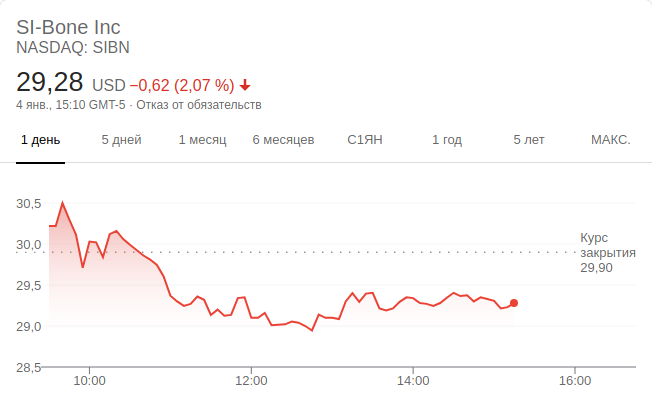 SI-Bone Inc
NASDAQ: SIBN
29,28 USD −0,62 (2,07 %)
4 янв., 15:10 GMT-5 · Отказ от обязательств
1 день 5 дней 1 месяц 6 месяцев С1ЯН 1 год 5 лет МАКС.
30,5
30,0
29,5
29,0
28,5
Курс
закрытия
29,90
10:00 12:00 14:00 16:00